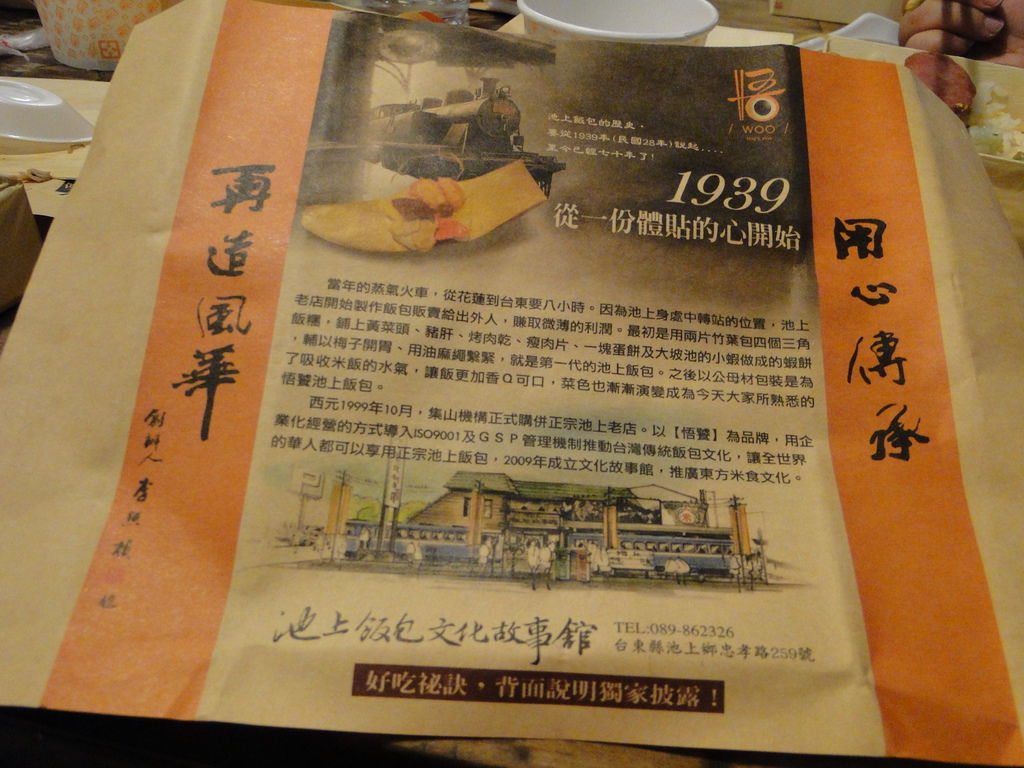 悟
WOO
池上飯包的歷史，
要從1939年(民國28年)說起....
至今已經七十年了!
1939
從一份體貼的心開始
用心傳承
再造風華
創辦人 李
當年的蒸氣火車，從花蓮到台東要八小時。因為池上身處中轉站的位置，池上
老店開始製作飯包販賣給出外人，賺取微薄的利潤。最初是用兩片竹葉包四個三角
飯糰，鋪上黃菜頭、豬肝、烤肉乾、瘦肉片、一塊蛋餅及大坡池的小蝦做成的蝦餅
，輔以梅子開胃、用油麻繩繫緊，就是第一代的池上飯包。之後以公母材包裝是為
了吸收米飯的水氣，讓飯更加香Q可口，菜色也漸漸演變成為今天大家所熟悉的
悟饕池上飯包。
西元1999年10月，集山機構正式購併正宗池上老店。以【悟饕】為品牌，用企
業化經營的方式導入ISO9001及GSP管理機制推動台灣傳統飯包文化，讓全世界
的華人都可以享用正宗池上飯包，2009年成立文化故事館，推廣東方米食文化。
池上飯包文化故事館
TEL:089-862326
台東縣池上鄉忠孝路259號
好吃祕訣，背面說明獨家披露！